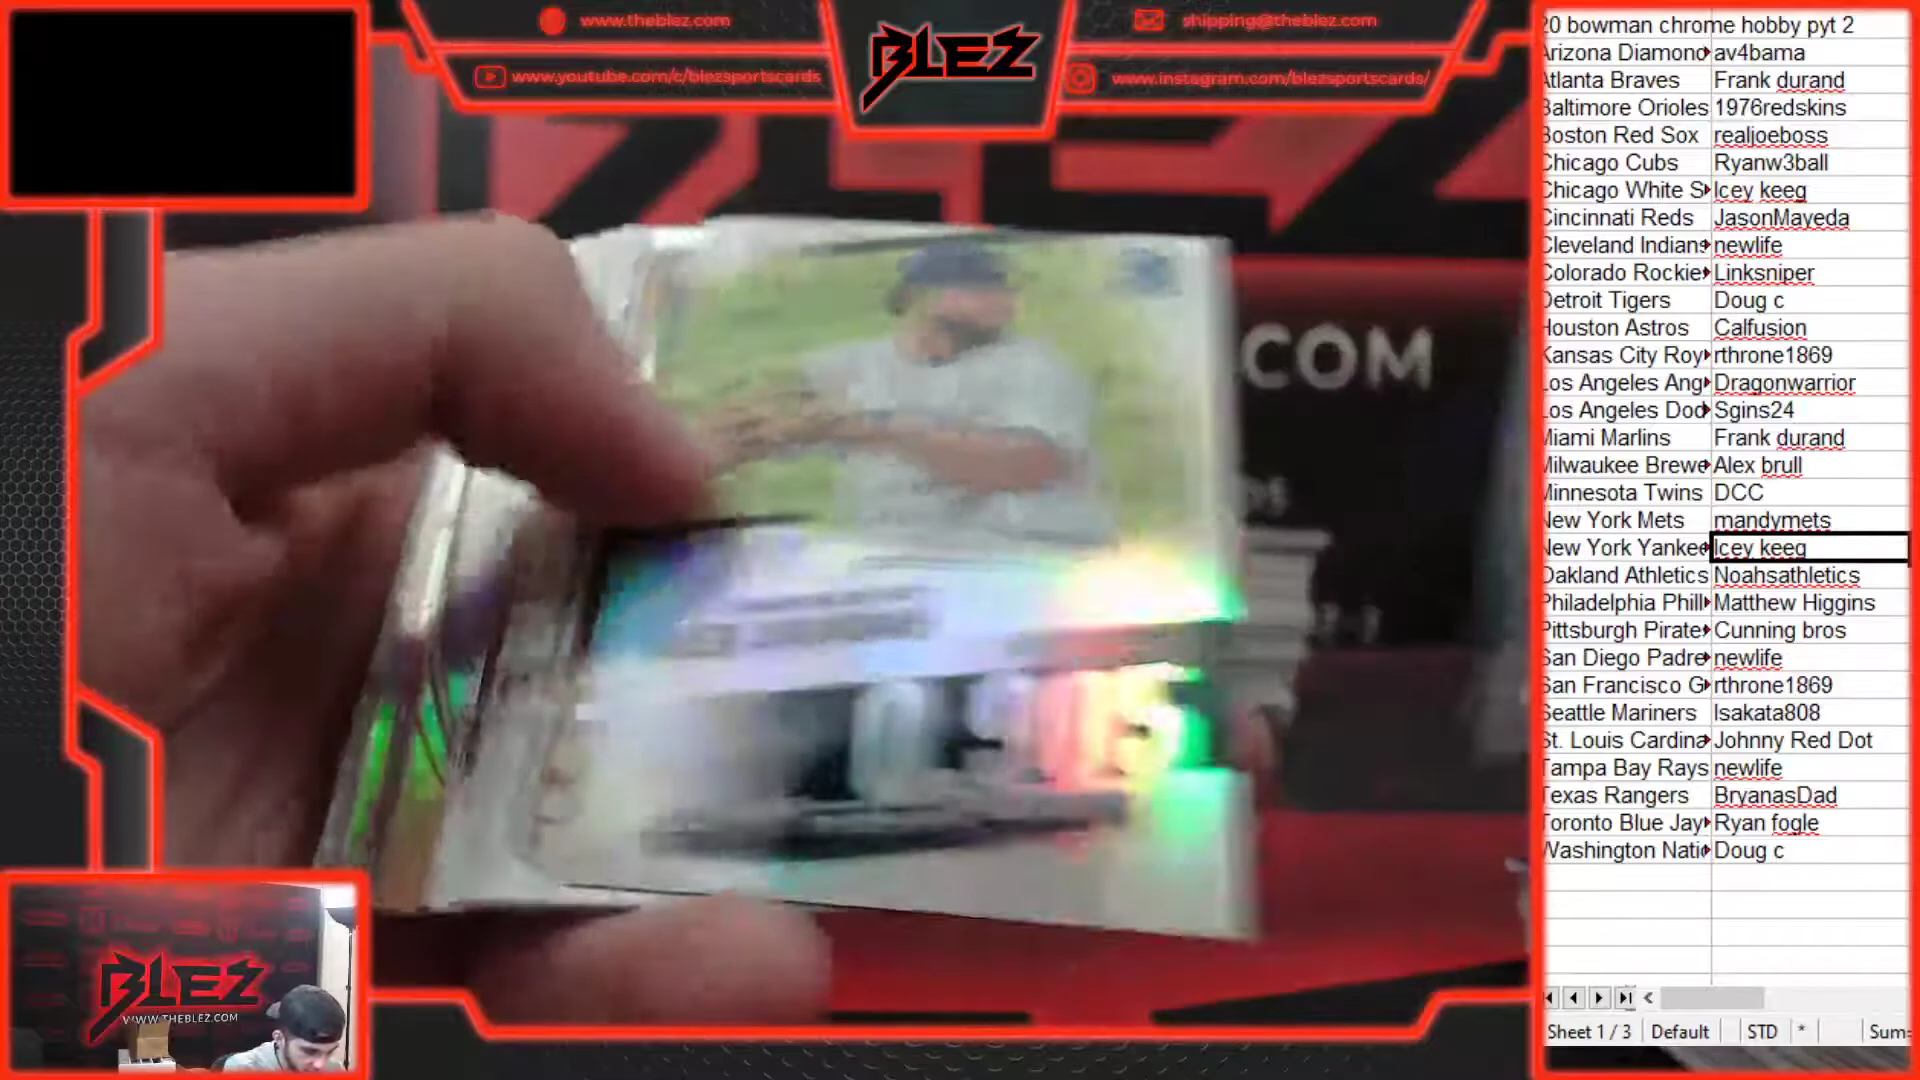 www.theblez.com
www.youtube.com/c/blezsportscards
BLEZ
shipping@theblez.com
www.instagram.com/blezsportscards/
.COM
BLEZ
WWW.THEBLEZ.COM
20 bowman chrome hobby pyt 2
Arizona Diamond av4bama
Atlanta Braves Frank durand
Baltimore Orioles 1976redskins
Boston Red Sox realjoeboss
Chicago Cubs Ryanw3ball
Chicago White S Icey keeg
Cincinnati Reds JasonMayeda
Cleveland Indians newlife
Colorado Rockie Linksniper
Detroit Tigers Doug c
Houston Astros Calfusion
Kansas City Roy rthrone1869
Los Angeles Ang Dragonwarrior
Los Angeles Dod Sgins24
Miami Marlins Frank durand
Milwaukee Brewe Alex brull
Minnesota Twins DCC
New York Mets mandymets
New York Yankee Icey keeg
Oakland Athletics Noahsathletics
Philadelphia Phill Matthew Higgins
Pittsburgh Pirate Cunning bros
San Diego Padre newlife
San Francisco G rthrone1869
Seattle Mariners lsakata808
St. Louis Cardina Johnny Red Dot
Tampa Bay Rays newlife
Texas Rangers BryanasDad
Toronto Blue Jay Ryan fogle
Washington Natio Doug c
Sheet 1 / 3 Default STD * Sum=